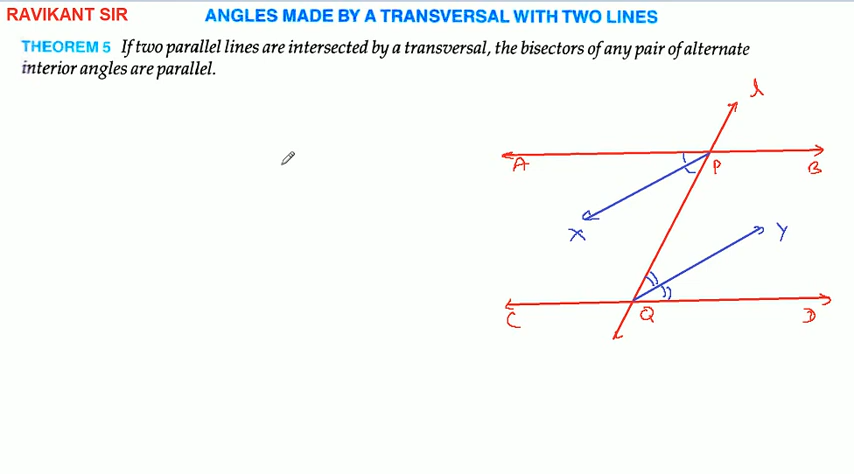 RAVIKANT SIR
ANGLES MADE BY A TRANSVERSAL WITH TWO LINES
THEOREM 5 If two parallel lines are intersected by a transversal, the bisectors of any pair of alternate
interior angles are parallel.
l
A
P
B
X
Y
C
Q
D